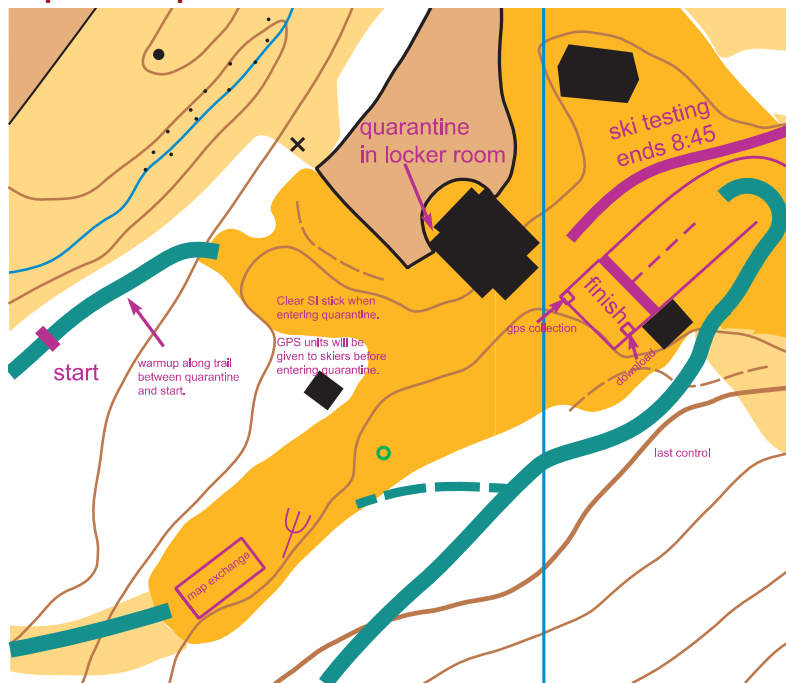 quarantine
in locker room
ski testing
ends 8:45
Clear SI stick when
entering quarantine.
GPS units will be
given to skiers before
entering quarantine.
finish
gps collection
download
start
warmup along trail
between quarantine
and start.
last control
map exchange